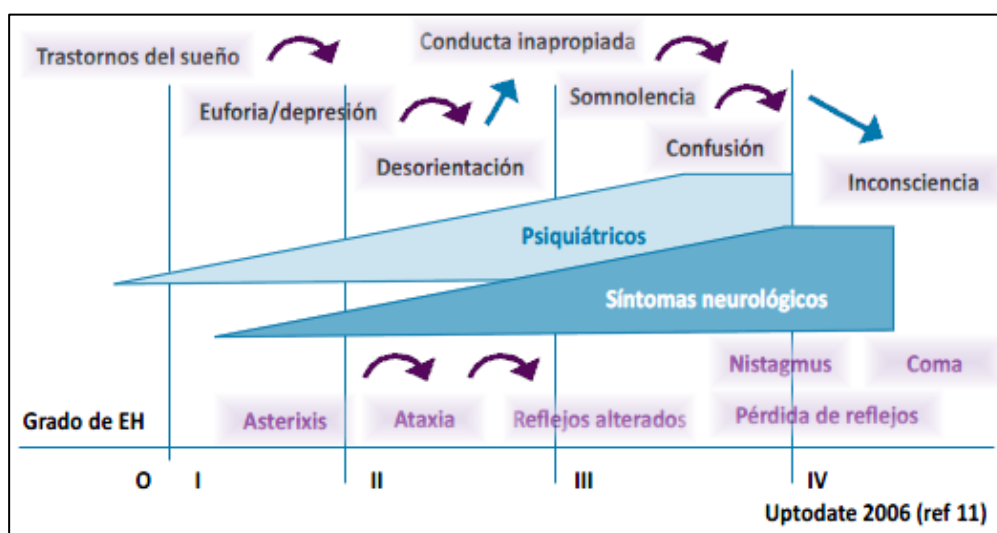 Trastornos del sueño
Conducta inapropiada
Euforia/depresión
Somnolencia
Desorientación
Confusión
Inconsciencia
Psiquiátricos
Síntomas neurológicos
Nistagmus
Coma
Grado de EH
Asterixis
Ataxia
Reflejos alterados
Pérdida de reflejos
O
I
II
III
IV
Uptodate 2006 (ref 11)